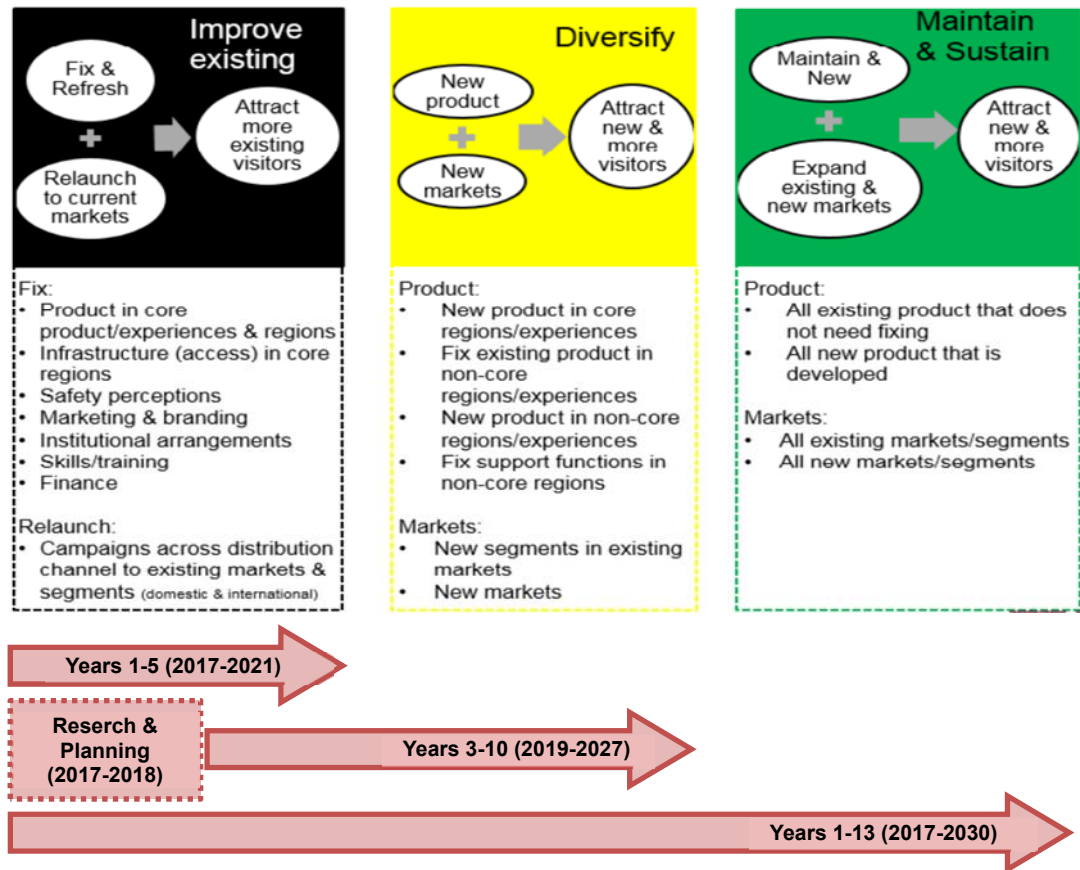 Improve
existing
Fix &
Refresh
Relaunch
to current
markets
Attract
more
existing
visitors
Fix:
• Product in core
product/experiences & regions
• Infrastructure (access) in core
regions
• Safety perceptions
• Marketing & branding
• Institutional arrangements
• Skills/training
• Finance
Relaunch:
• Campaigns across distribution
channel to existing markets &
segments (domestic & international)
Diversify
New
product
New
markets
Attract
new &
more
visitors
Product:
• New product in core
regions/experiences
• Fix existing product in
non-core
regions/experiences
• New product in non-core
regions/experiences
• Fix support functions in
non-core regions
Markets:
• New segments in existing
markets
• New markets
Maintain
& Sustain
Maintain &
New
Expand
existing &
new markets
Attract
new &
more
visitors
Product:
• All existing product that does
not need fixing
• All new product that is
developed
Markets:
• All existing markets/segments
• All new markets/segments
Years 1-5 (2017-2021)
Reserch &
Planning
(2017-2018)
Years 3-10 (2019-2027)
Years 1-13 (2017-2030)